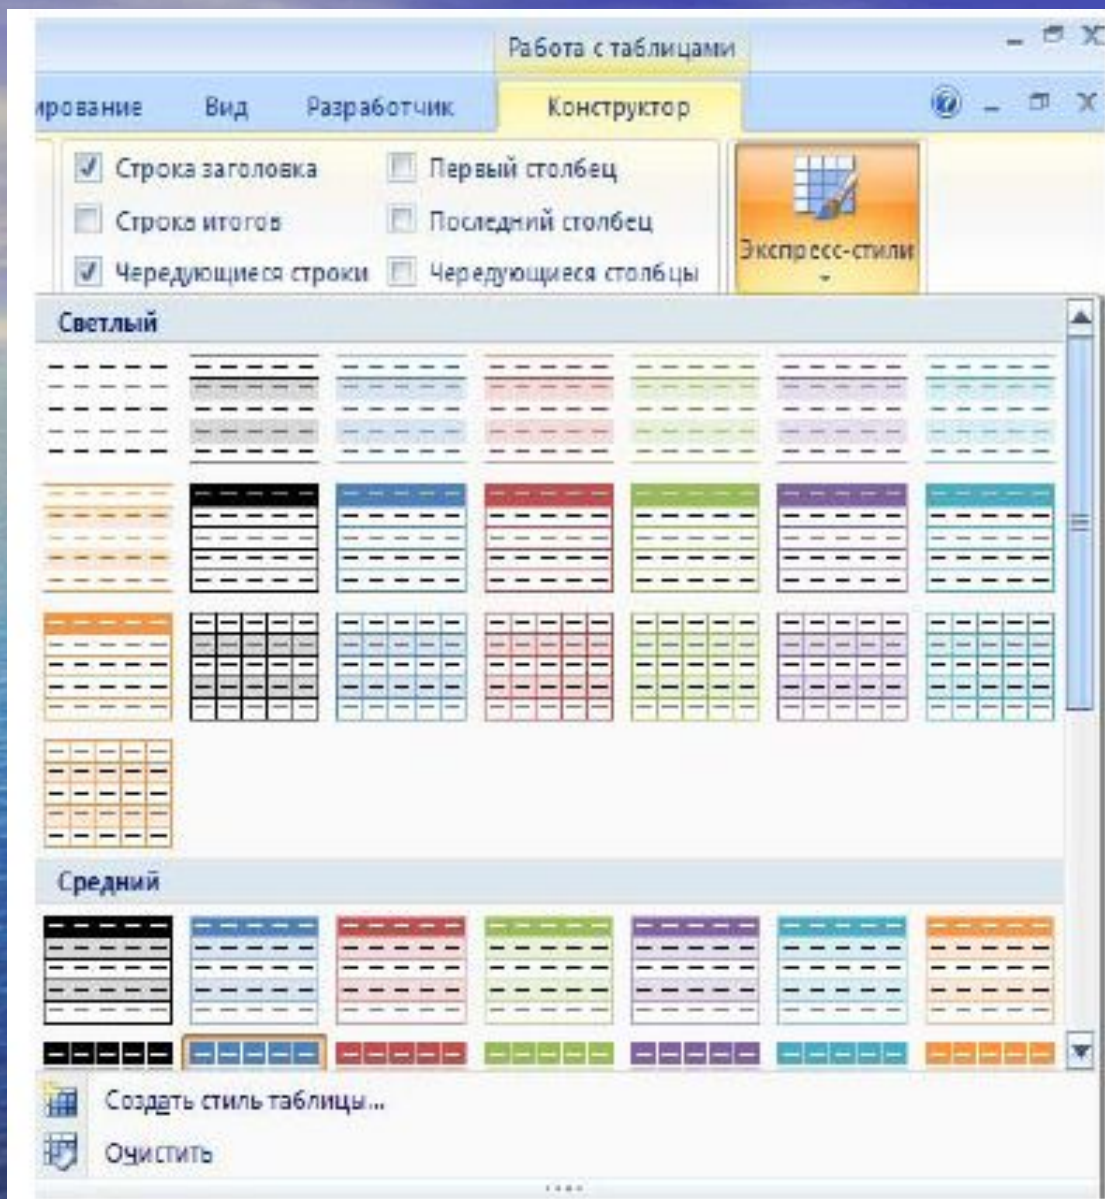 Работа с таблицами
ирование Вид Разработчик Конструктор
Строка заголовка Первый столбец
Строка итогов Последний столбец
Чередующиеся строки Чередующиеся столбцы
Экспресс-стили
Светлый
Средний
Создать стиль таблицы...
Очистить